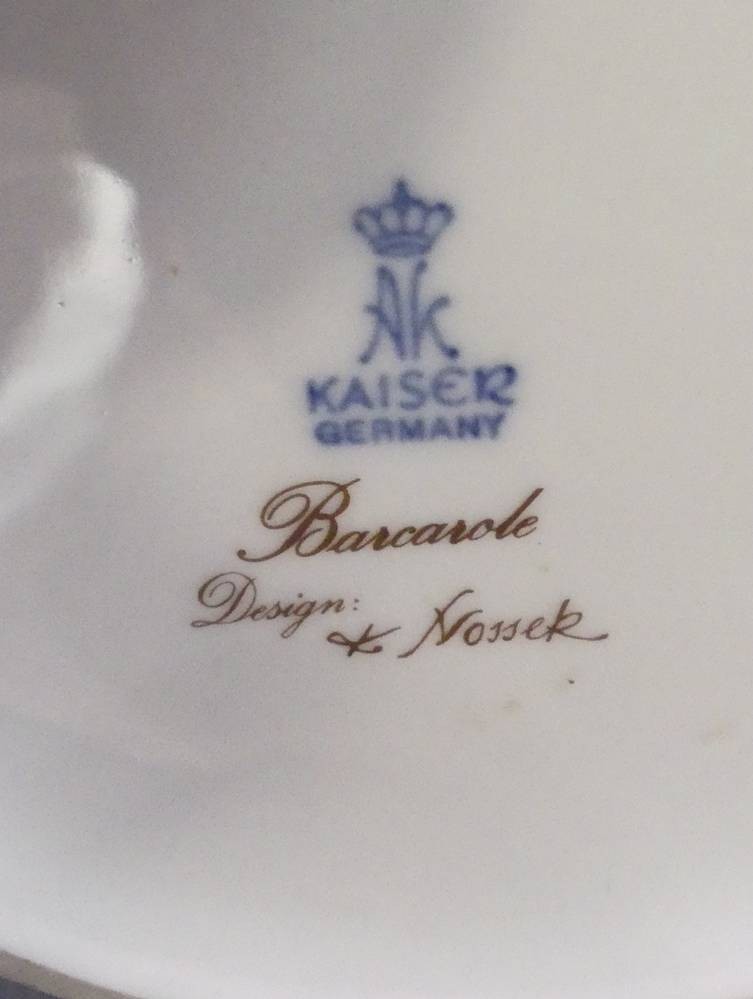 AK
KAISER
GERMANY
Barcarole
Design:
K Nossek